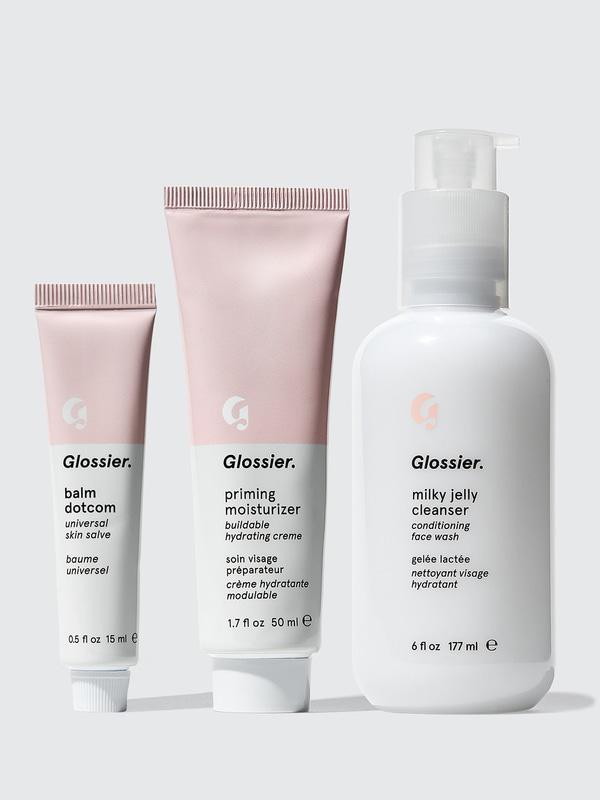 Glossier.
balm
dotcom
universal
skin salve
baume
universel
0.5 fl oz 15 ml ℮
Glossier.
priming
moisturizer
buildable
hydrating creme
soin visage
préparateur
crème hydratante
modulable
1.7 fl oz 50 ml ℮
Glossier.
milky jelly
cleanser
conditioning
face wash
gelée lactée
nettoyant visage
hydratant
6 fl oz 177 ml ℮